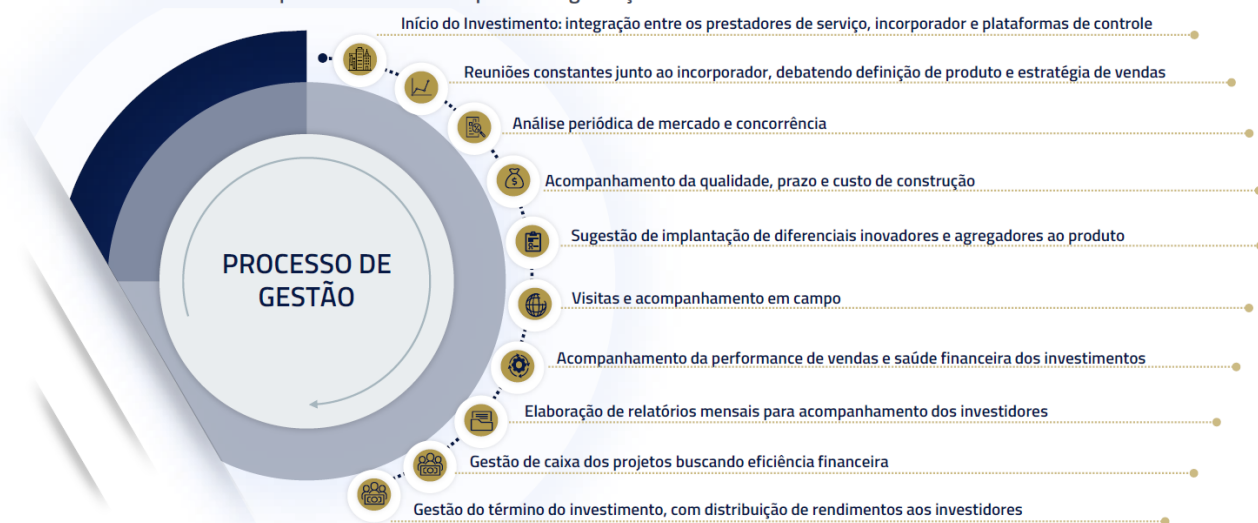 Início do Investimento: integração entre os prestadores de serviço, incorporador e plataformas de controle
Reuniões constantes junto ao incorporador, debatendo definição de produto e estratégia de vendas
Análise periódica de mercado e concorrência
Acompanhamento da qualidade, prazo e custo de construção
Sugestão de implantação de diferenciais inovadores e agregadores ao produto
Visitas e acompanhamento em campo
Acompanhamento da performance de vendas e saúde financeira dos investimentos
Elaboração de relatórios mensais para acompanhamento dos investidores
Gestão de caixa dos projetos buscando eficiência financeira
Gestão do término do investimento, com distribuição de rendimentos aos investidores
PROCESSO DE
GESTÃO